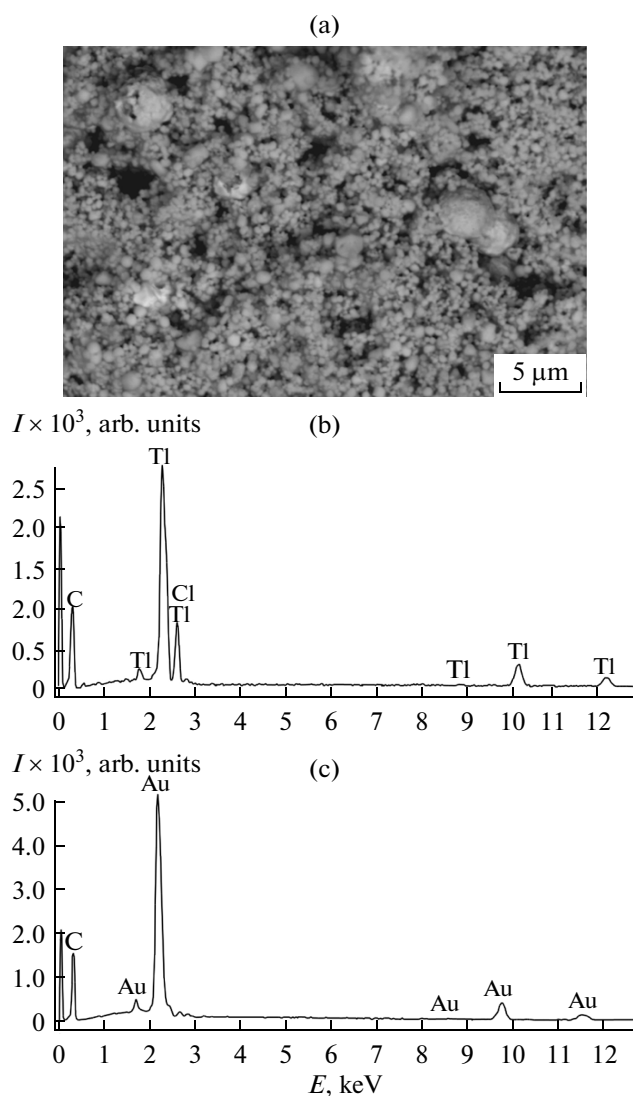 (a)
5 μm
I × 10³, arb. units (b)
Tl
2.5
2.0
1.5
Cl
2.0 C Tl
0.5 Tl Tl Tl Tl
0
0 1 2 3 4 5 6 7 8 9 10 11 12
I × 10³, arb. units (c)
Au
5.0
4.0
3.0
2.0 C
1.0 Au Au Au Au
0
0 1 2 3 4 5 6 7 8 9 10 11 12
E, keV